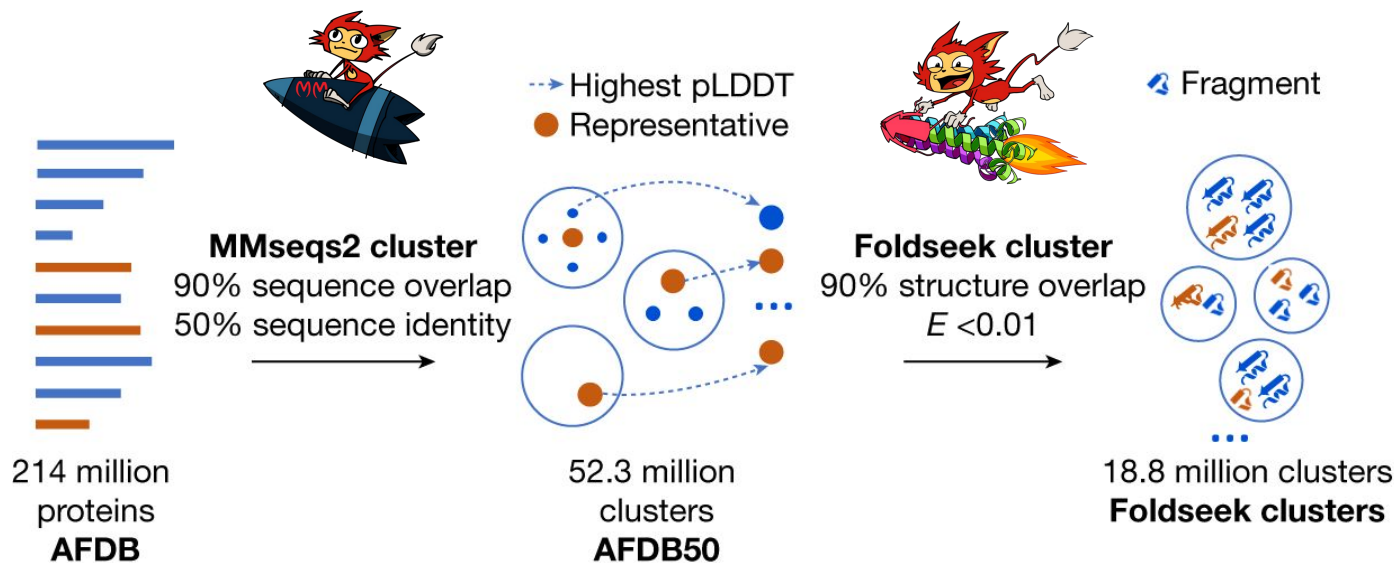 MM
Highest pLDDT
Representative
Fragment
MMseqs2 cluster
90% sequence overlap
50% sequence identity
Foldseek cluster
90% structure overlap
E <0.01
214 million
proteins
AFDB
52.3 million
clusters
AFDB50
18.8 million clusters
Foldseek clusters